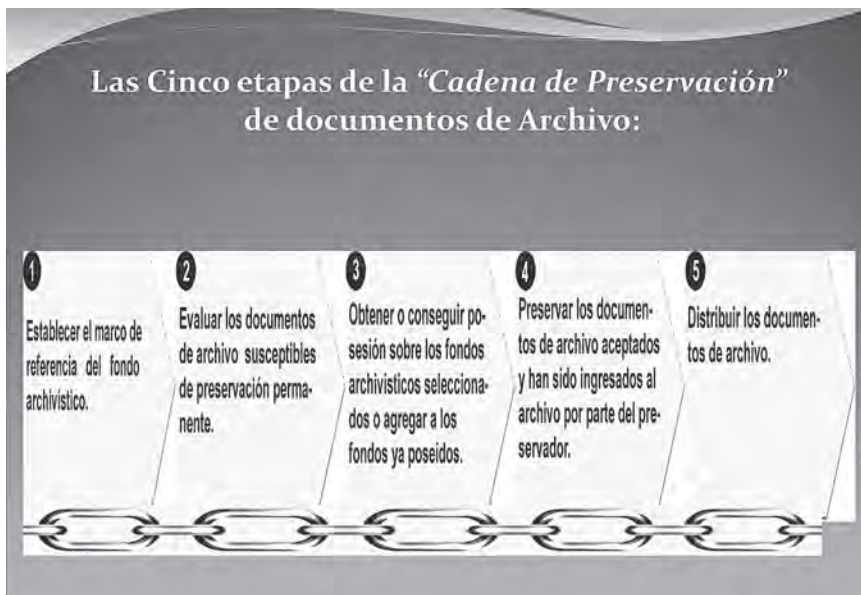 Las Cinco etapas de la “Cadena de Preservación”
de documentos de Archivo:
1
Establecer el marco de
referencia del fondo
archivístico.
2
Evaluar los documentos
de archivo susceptibles
de preservación perma-
nente.
3
Obtener o conseguir po-
sesión sobre los fondos
archivisticos selecciona-
dos o agregar a los
fondos ya poseidos.
4
Preservar los documen-
tos de archivo aceptados
y han sido ingresados al
archivo por parte del pre-
servador.
5
Distribuir los documen-
tos de archivo.